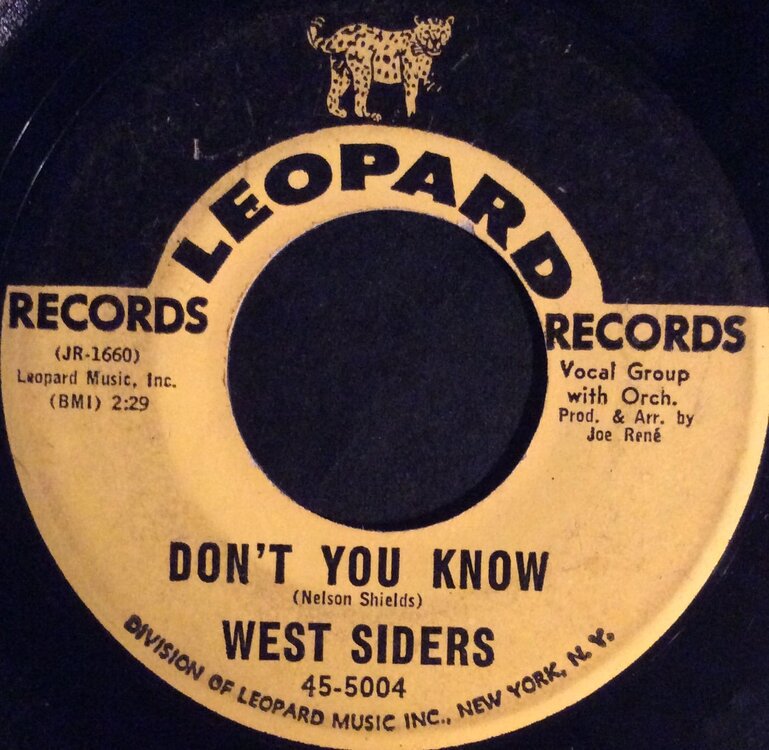 LEOPARD
RECORDS
(JR-1660)
Leopard Music, Inc.
(BMI) 2:29
RECORDS
Vocal Group
with Orch.
Prod. & Arr. by
Joe René
DON'T YOU KNOW
(Nelson Shields)
WEST SIDERS
45-5004
DIVISION OF LEOPARD MUSIC INC., NEW YORK, N. Y.